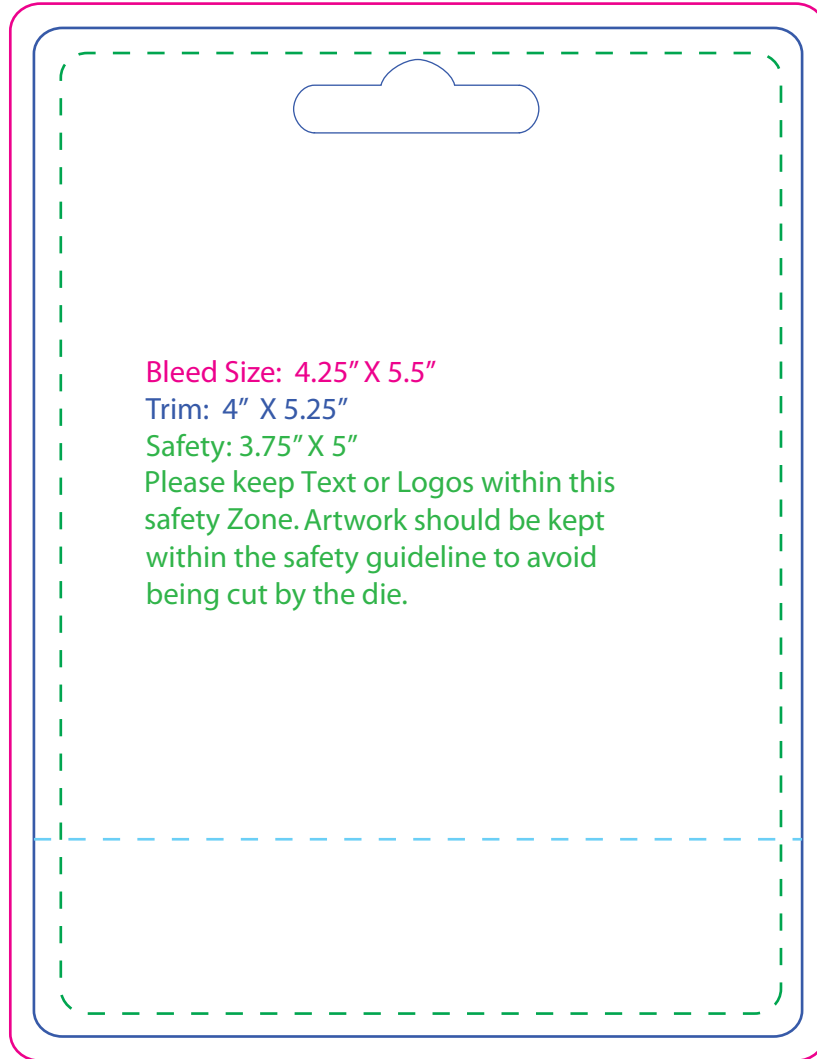 Bleed Size:  4.25” X 5.5”
Trim:  4”  X 5.25”
Safety: 3.75” X 5”
Please keep Text or Logos within this
safety Zone. Artwork should be kept
within the safety guideline to avoid
being cut by the die.